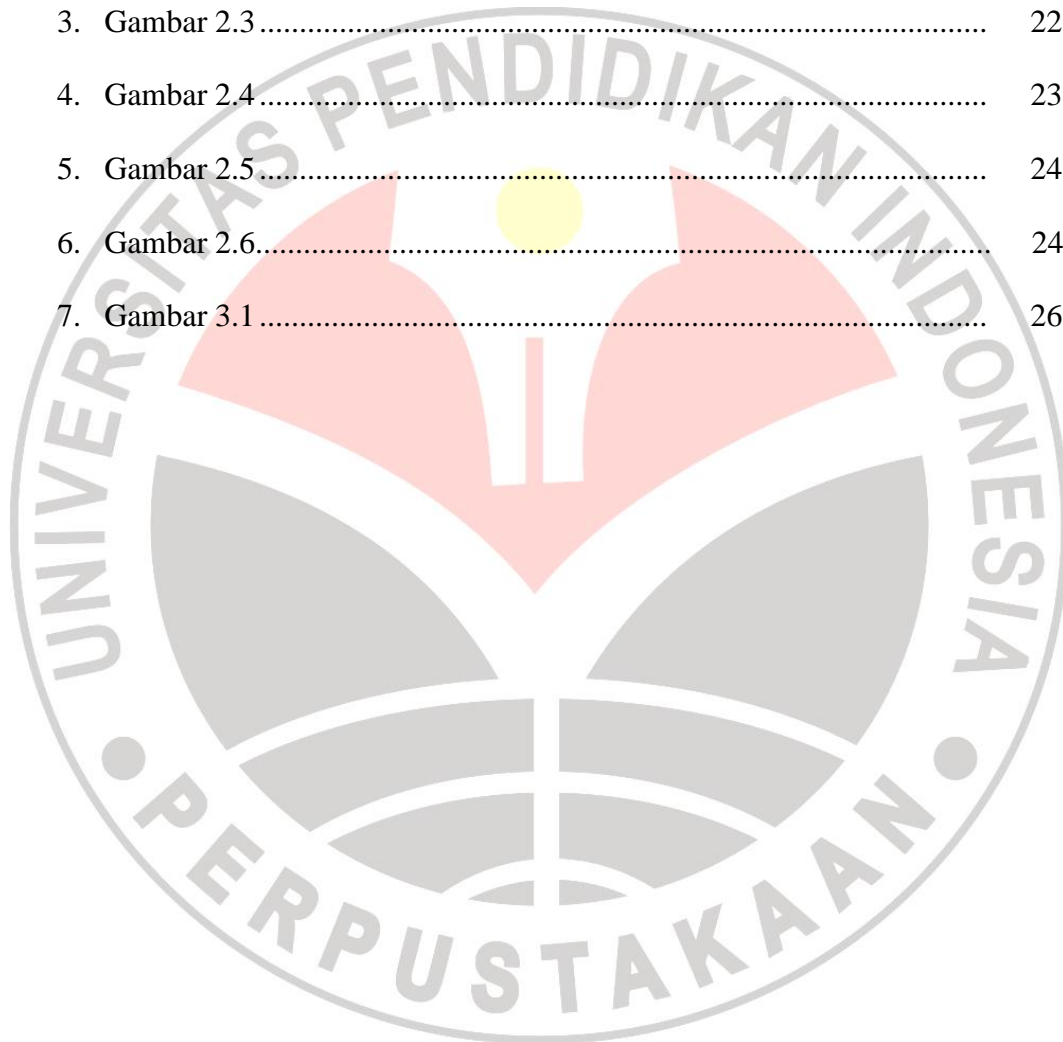 3. Gambar 2.3 ........................................................................................... 22
4. Gambar 2.4 ........................................................................................... 23
5. Gambar 2.5 ........................................................................................... 24
6. Gambar 2.6............................................................................................ 24
7. Gambar 3.1 ........................................................................................... 26
UNIVERSITAS PENDIDIKAN INDONESIA
PERPUSTAKAAN